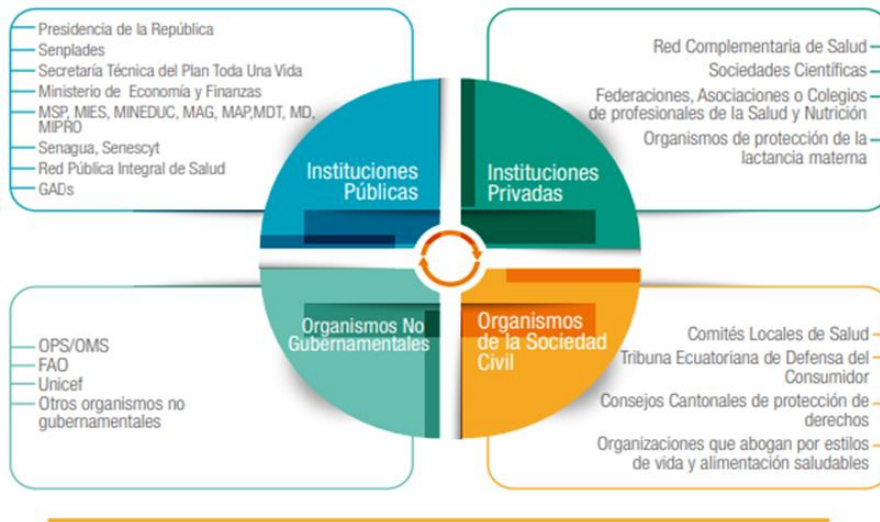 Presidencia de la República
Senplades
Secretaría Técnica del Plan Toda Una Vida
Ministerio de Economía y Finanzas
MSP, MIES, MINEDUC, MAG, MAP,MDT, MD,
MIPRO
Senagua, Senescyt
Red Pública Integral de Salud
GADs
Instituciones
Públicas
Red Complementaria de Salud
Sociedades Científicas
Federaciones, Asociaciones o Colegios
de profesionales de la Salud y Nutrición
Organismos de protección de la
lactancia materna
Instituciones
Privadas
OPS/OMS
FAO
Unicef
Otros organismos no
gubernamentales
Organismos No
Gubernamentales
Organismos
de la Sociedad
Civil
Comités Locales de Salud
Tribuna Ecuatoriana de Defensa del
Consumidor
Consejos Cantonales de protección de
derechos
Organizaciones que abogan por estilos
de vida y alimentación saludables